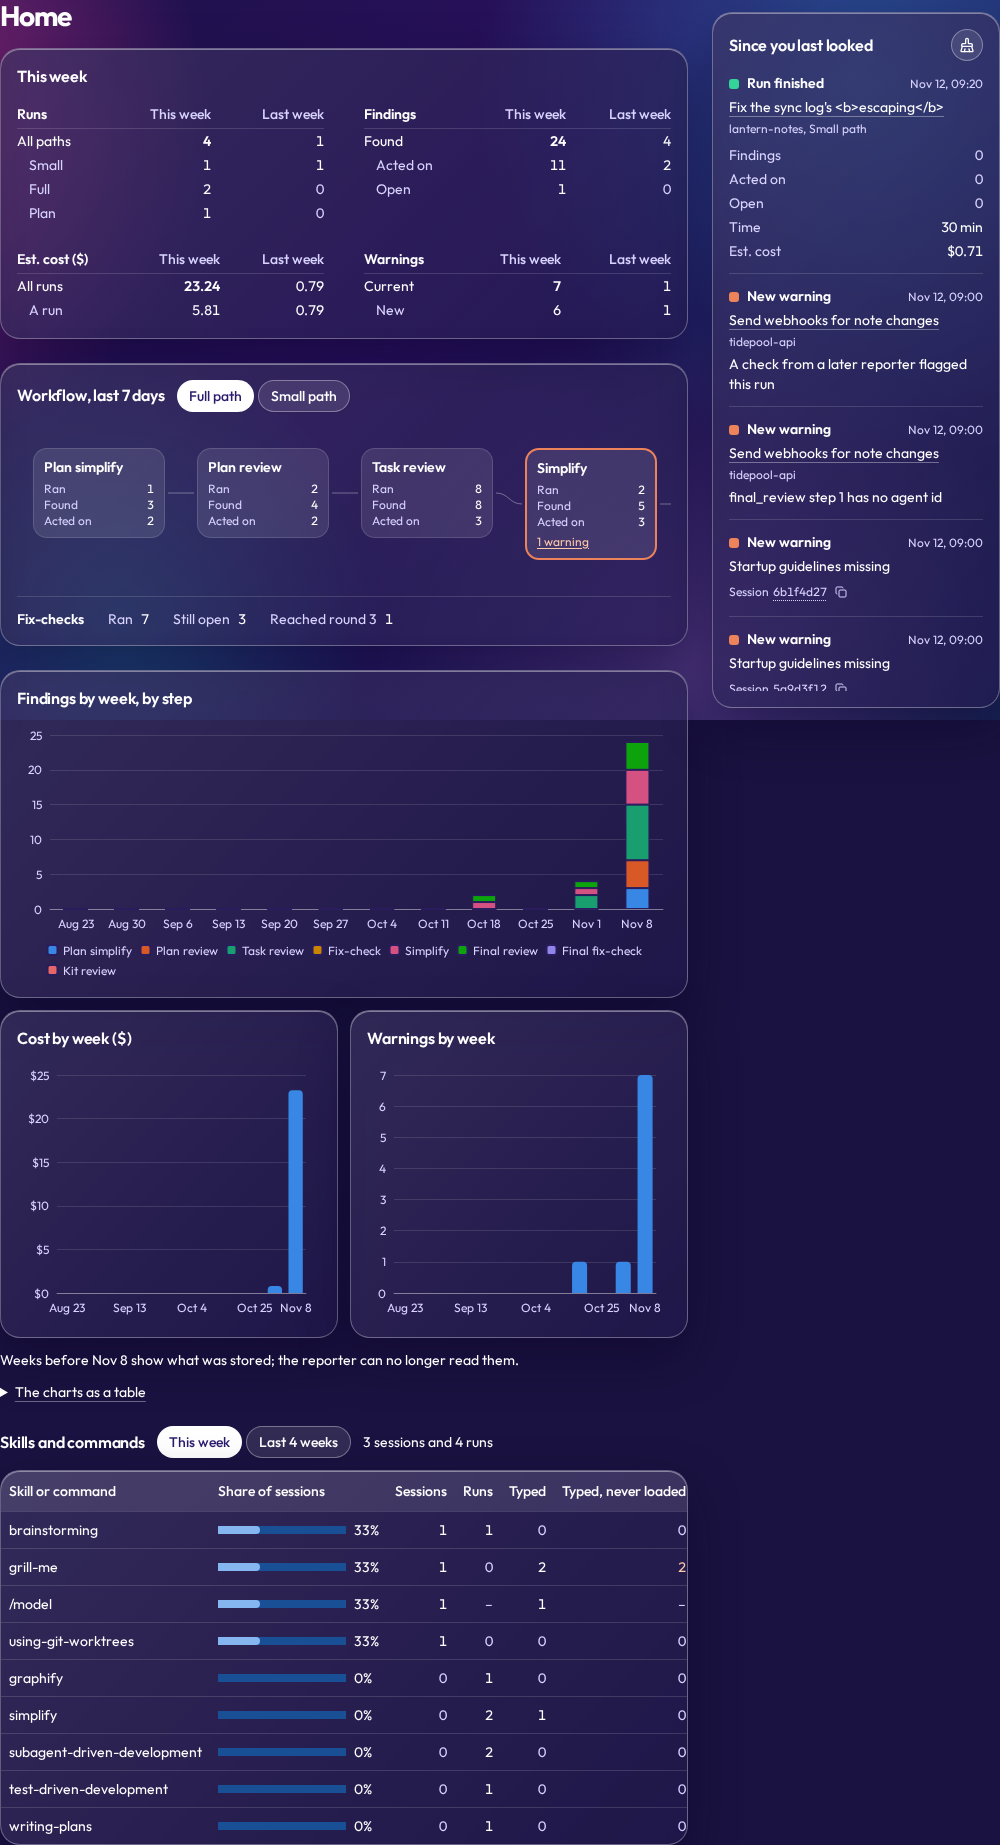 Home
This week
Runs This week Last week
All paths 4 1
Small 1 1
Full 2 0
Plan 1 0
Findings This week Last week
Found 24 4
Acted on 11 2
Open 1 0
Est. cost ($) This week Last week
All runs 23.24 0.79
A run 5.81 0.79
Warnings This week Last week
Current 7 1
New 6 1
Workflow, last 7 days Full path Small path
Plan simplify
Ran 1
Found 3
Acted on 2
Plan review
Ran 2
Found 4
Acted on 2
Task review
Ran 8
Found 8
Acted on 3
Simplify
Ran 2
Found 5
Acted on 3
1 warning
Fix-checks Ran 7 Still open 3 Reached round 3 1
Findings by week, by step
25
20
15
10
5
0
Aug 23 Aug 30 Sep 6 Sep 13 Sep 20 Sep 27 Oct 4 Oct 11 Oct 18 Oct 25 Nov 1 Nov 8
Plan simplify Plan review Task review Fix-check Simplify Final review Final fix-check
Kit review
Cost by week ($)
$25
$20
$15
$10
$5
$0
Aug 23 Sep 13 Oct 4 Oct 25 Nov 8
Warnings by week
7
6
5
4
3
2
1
0
Aug 23 Sep 13 Oct 4 Oct 25 Nov 8
Weeks before Nov 8 show what was stored; the reporter can no longer read them.
The charts as a table
Skills and commands This week Last 4 weeks 3 sessions and 4 runs
Skill or command Share of sessions Sessions Runs Typed Typed, never loaded
brainstorming 33% 1 1 0 0
grill-me 33% 1 0 2 2
/model 33% 1 – 1 –
using-git-worktrees 33% 1 0 0 0
graphify 0% 0 1 0 0
simplify 0% 0 2 1 0
subagent-driven-development 0% 0 2 0 0
test-driven-development 0% 0 1 0 0
writing-plans 0% 0 1 0 0
Since you last looked
Run finished Nov 12, 09:20
Fix the sync log's <b>escaping</b>
lantern-notes, Small path
Findings 0
Acted on 0
Open 0
Time 30 min
Est. cost $0.71
New warning Nov 12, 09:00
Send webhooks for note changes
tidepool-api
A check from a later reporter flagged
this run
New warning Nov 12, 09:00
Send webhooks for note changes
tidepool-api
final_review step 1 has no agent id
New warning Nov 12, 09:00
Startup guidelines missing
Session 6b1f4d27
New warning Nov 12, 09:00
Startup guidelines missing
Session 5a9d3f12